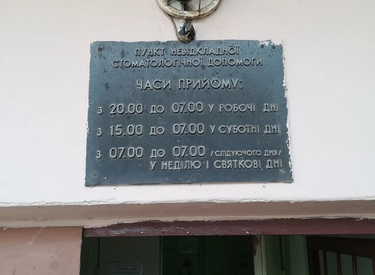 ПУНКТ НЕВІДКЛАДНОЇ
СТОМАТОЛОГІЧНОЇ ДОПОМОГИ
ЧАСИ ПРИЙОМУ:
З 20.00 ДО 07.00 У РОБОЧІ ДНІ
З 15.00 ДО 07.00 У СУБОТНІ ДНІ
З 07.00 ДО 07.00 /СЛІДУЮЧОГО ДНЯ/
У НЕДІЛЮ І СВЯТКОВІ ДНІ